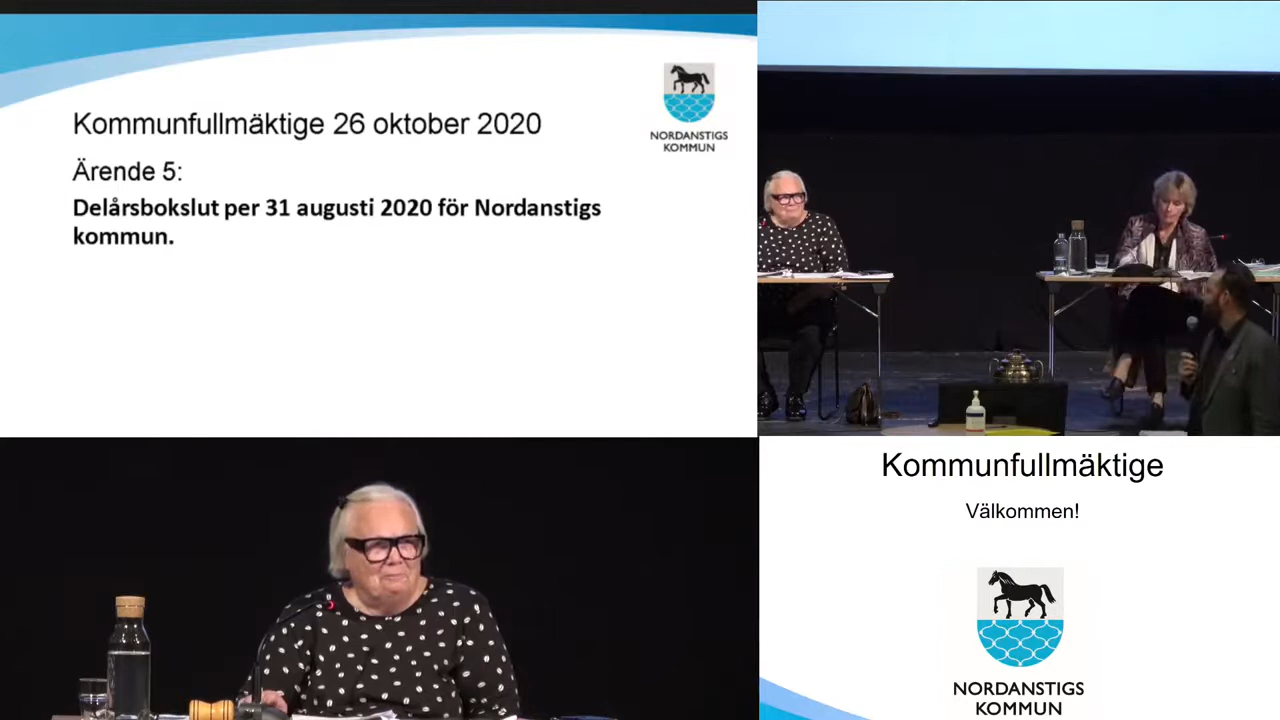 Kommunfullmäktige 26 oktober 2020
Ärende 5:
Delårsbokslut per 31 augusti 2020 för Nordanstigs
kommun.
NORDANSTIGS
KOMMUN
Kommunfullmäktige
Välkommen!
NORDANSTIGS
KOMMUN